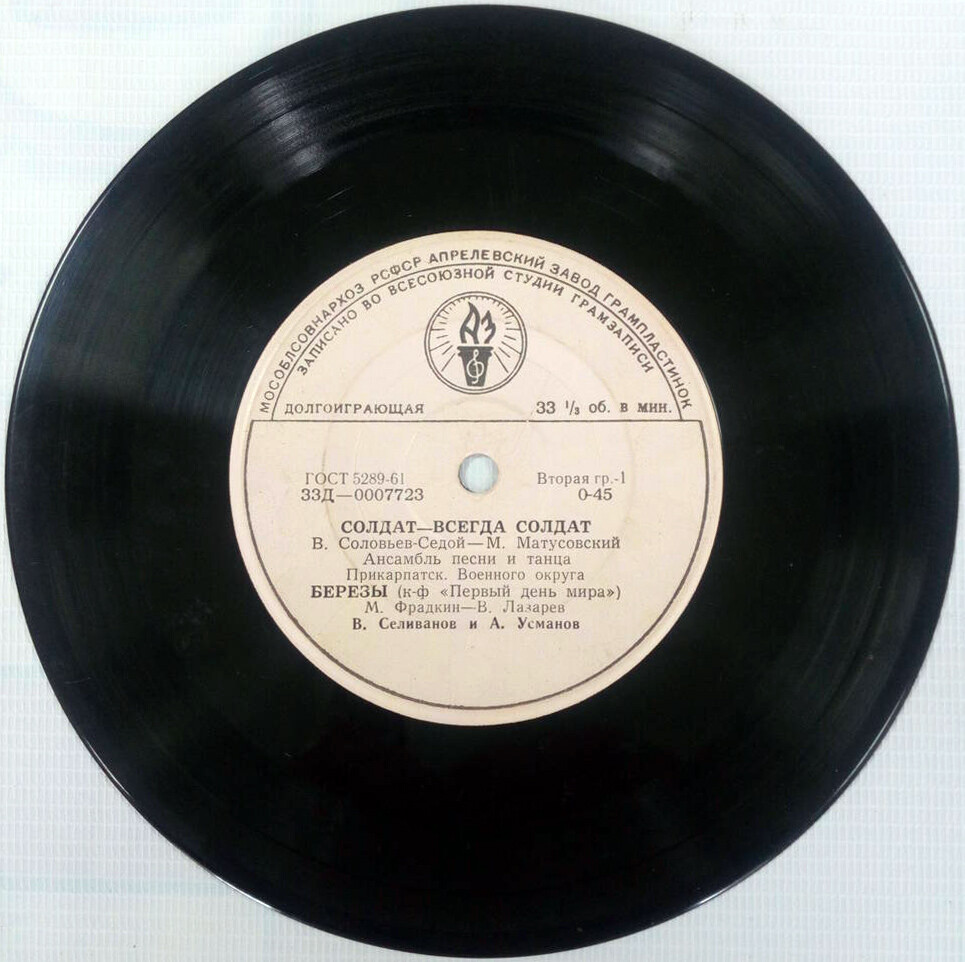 МОСОБЛСОВНАРХОЗ РСФСР АПРЕЛЕВСКИЙ ЗАВОД ГРАМПЛАСТИНОК
ЗАПИСАНО ВО ВСЕСОЮЗНОЙ СТУДИИ ГРАМЗАПИСИ
АЗ
ДОЛГОИГРАЮЩАЯ 33 ⅓ об. в мин.
ГОСТ 5289-61 Вторая гр.-1
33Д—0007723 0-45
СОЛДАТ—ВСЕГДА СОЛДАТ
В. Соловьев-Седой—М. Матусовский
Ансамбль песни и танца
Прикарпатск. Военного округа
БЕРЕЗЫ (к-ф «Первый день мира»)
М. Фрадкин—В. Лазарев
В. Селиванов и А. Усманов